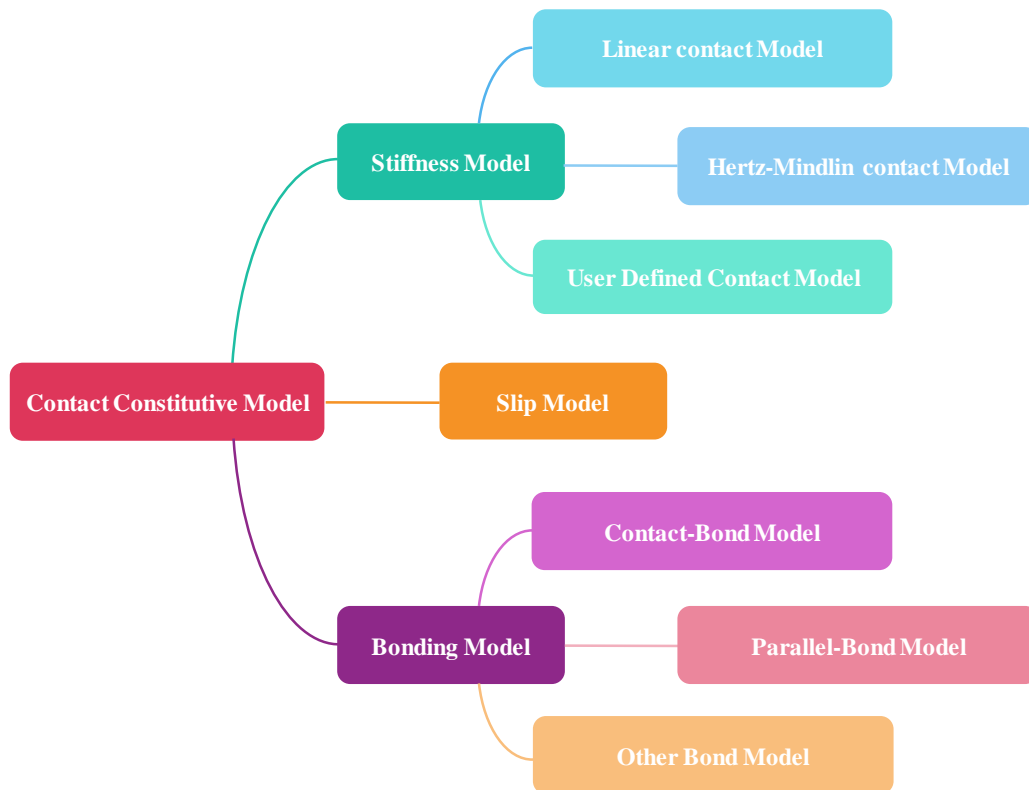 Linear contact Model
Stiffness Model
Hertz-Mindlin contact Model
User Defined Contact Model
Contact Constitutive Model
Slip Model
Contact-Bond Model
Bonding Model
Parallel-Bond Model
Other Bond Model